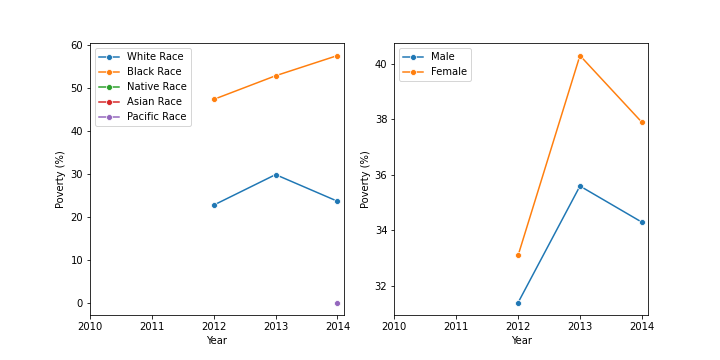 60
50
40
30
20
10
0
Poverty (%)
White Race
Black Race
Native Race
Asian Race
Pacific Race
2010 2011 2012 2013 2014
Year
40
38
36
34
32
Poverty (%)
Male
Female
2010 2011 2012 2013 2014
Year